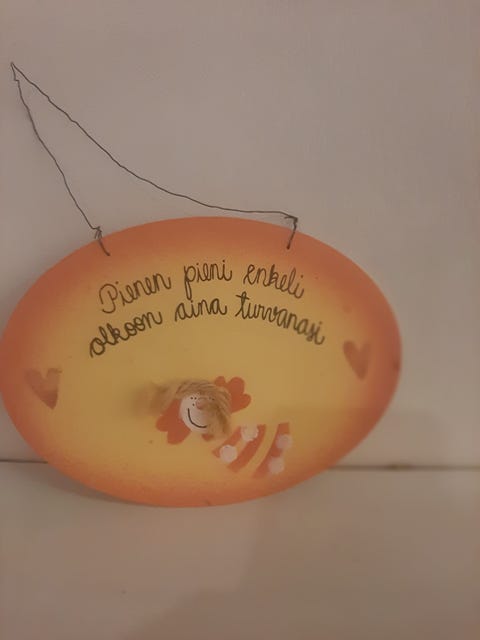 Pienen pieni enkeli
olkoon aina turvanasi